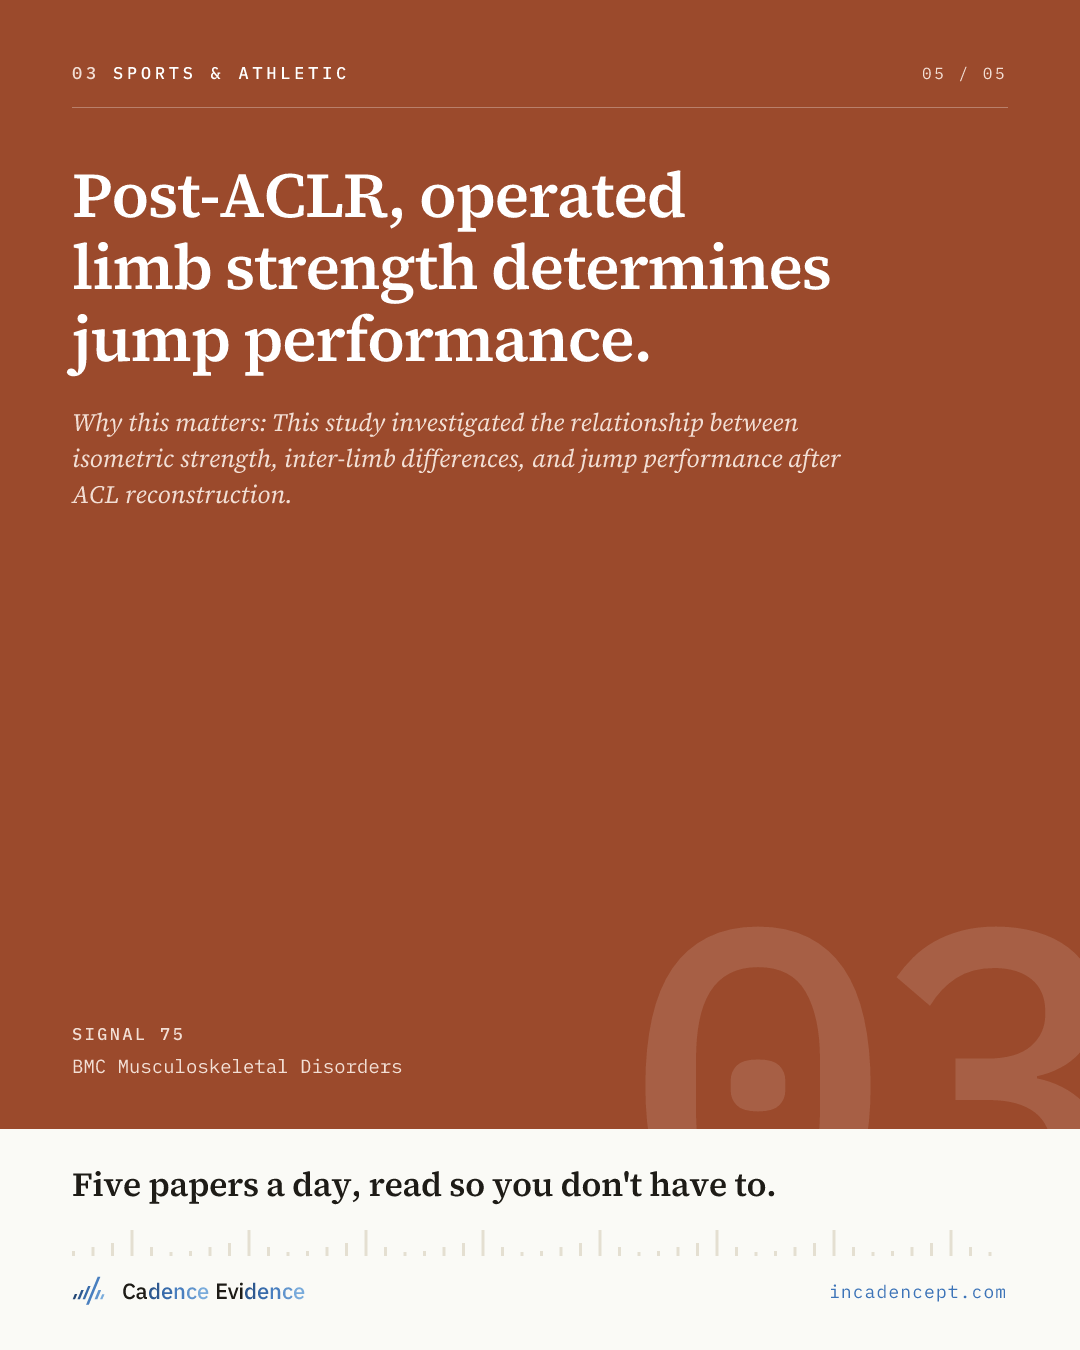 03 SPORTS & ATHLETIC
05 / 05
Post-ACLR, operated
limb strength determines
jump performance.
Why this matters: This study investigated the relationship between
isometric strength, inter-limb differences, and jump performance after
ACL reconstruction.
03
SIGNAL 75
BMC Musculoskeletal Disorders
Five papers a day, read so you don't have to.
Cadence Evidence
incadencept.com